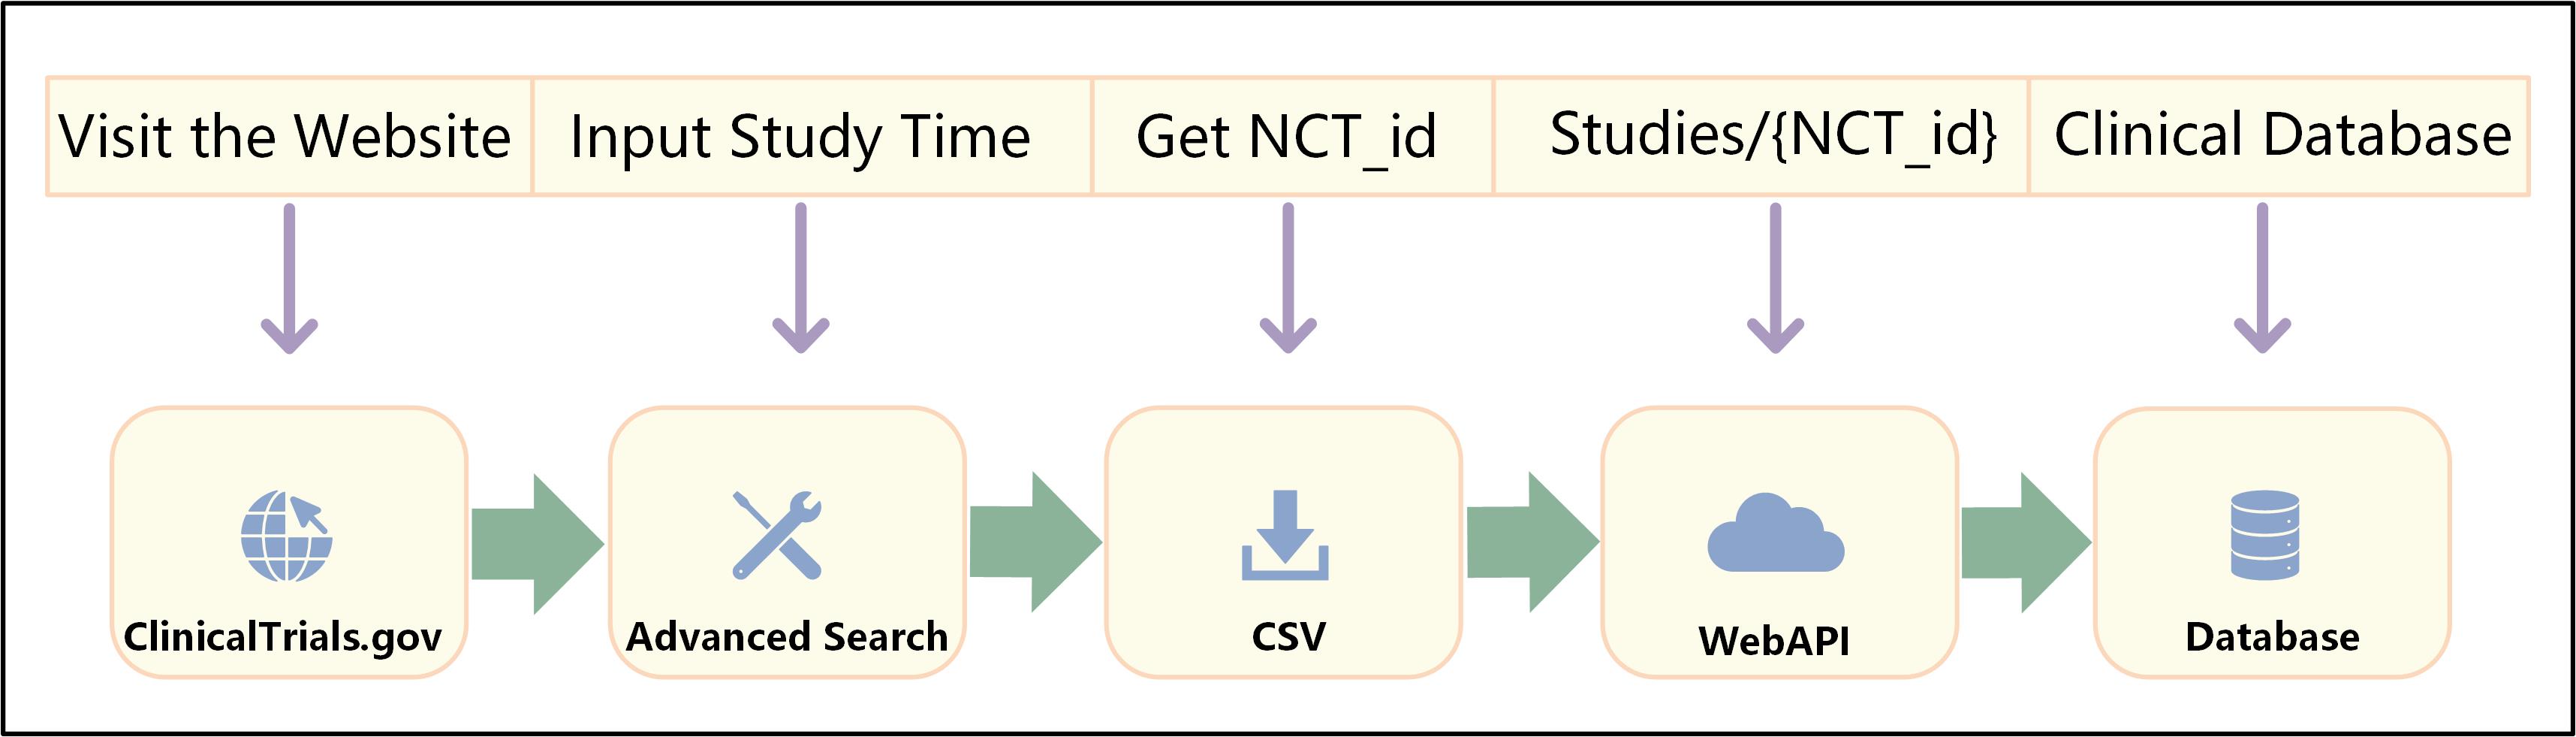 Visit the Website
Input Study Time
Get NCT_id
Studies/{NCT_id}
Clinical Database
ClinicalTrials.gov
Advanced Search
CSV
WebAPI
Database